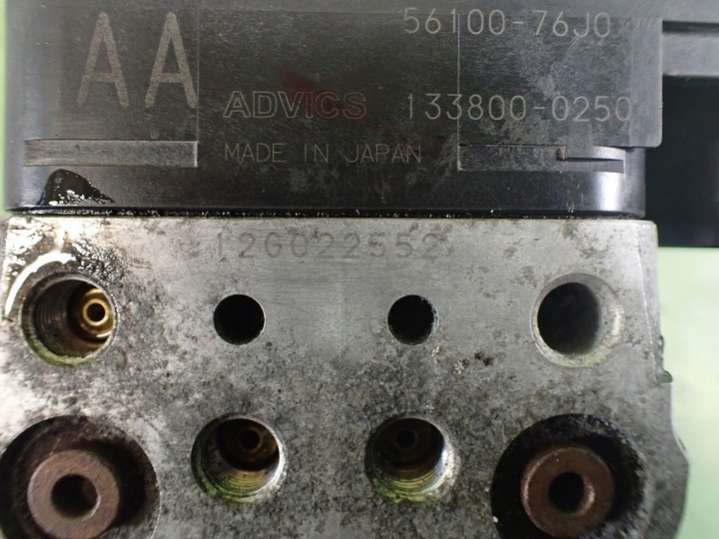 56100-76J0
AA
ADVICS 133800-0250
MADE IN JAPAN
12G022552